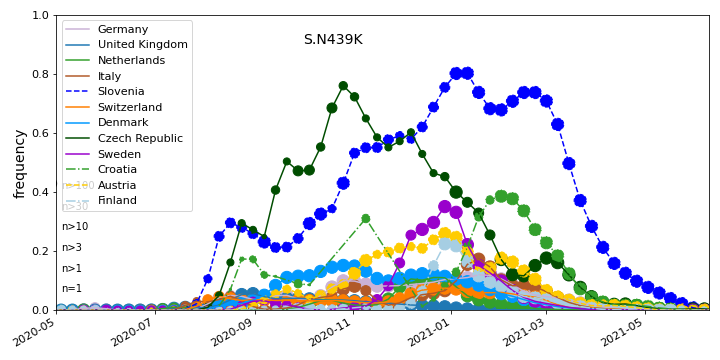 S.N439K
Germany
United Kingdom
Netherlands
Italy
Slovenia
Switzerland
Denmark
Czech Republic
Sweden
Croatia
Austria
Finland
n>100
n>30
n>10
n>3
n>1
n=1
frequency
1.0
0.8
0.6
0.4
0.2
0.0
2020-05
2020-07
2020-09
2020-11
2021-01
2021-03
2021-05